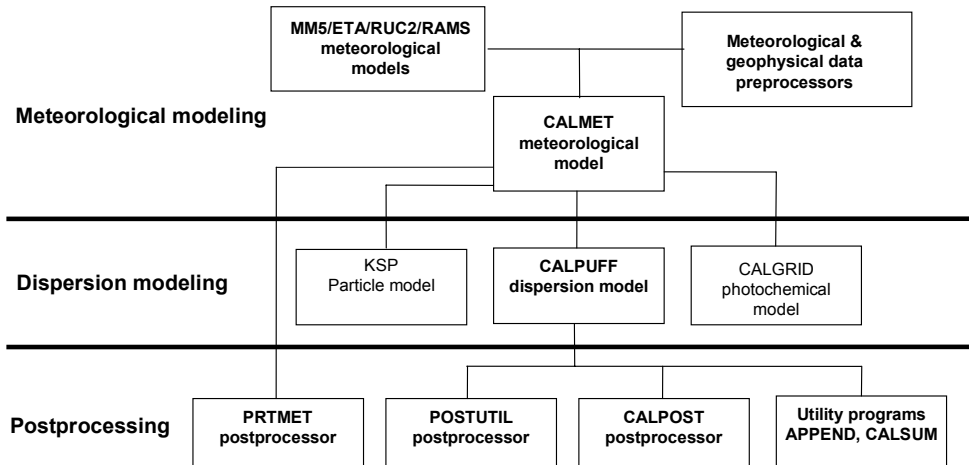 MM5/ETA/RUC2/RAMS
meteorological
models
Meteorological &
geophysical data
preprocessors
Meteorological modeling
CALMET
meteorological
model
Dispersion modeling
KSP
Particle model
CALPUFF
dispersion model
CALGRID
photochemical
model
Postprocessing
PRTMET
postprocessor
POSTUTIL
postprocessor
CALPOST
postprocessor
Utility programs
APPEND, CALSUM